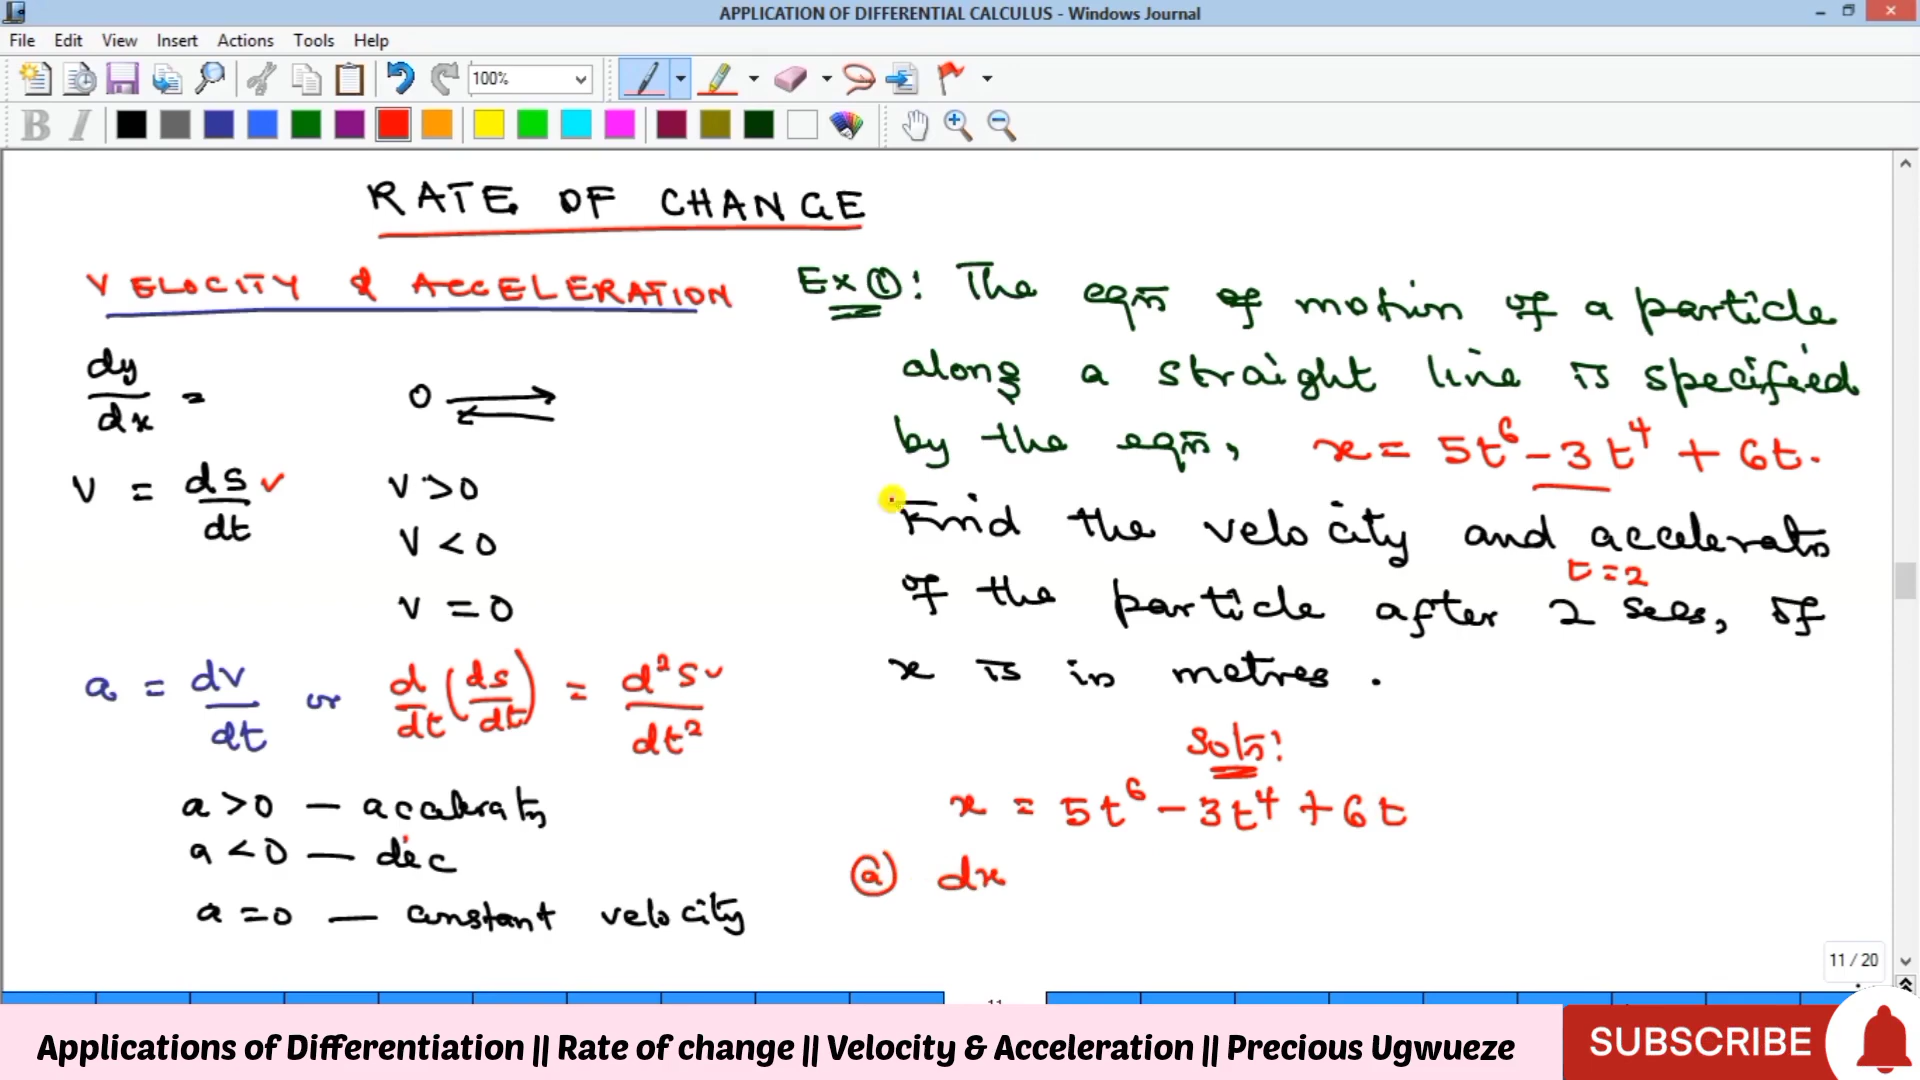 APPLICATION OF DIFFERENTIAL CALCULUS - Windows Journal
File Edit View Insert Actions Tools Help
100%
B I
RATE OF CHANGE
VELOCITY & ACCELERATION
dy/dx =
0
V = ds/dt ✓
V > 0
V < 0
V = 0
a = dv/dt or d/dt (ds/dt) = d²s/dt² ✓
a > 0 — acceleratn
a < 0 — dec
a = 0 — constant velocity
Ex ①: The eqn of motion of a particle
along a straight line is specified
by the eqn, x = 5t⁶ - 3t⁴ + 6t.
Find the velocity and acceleratn
t = 2
of the particle after 2 secs, if
x is in metres.
Soln:
x = 5t⁶ - 3t⁴ + 6t
ⓐ dx
11 / 20
11
Applications of Differentiation || Rate of change || Velocity & Acceleration || Precious Ugwueze
SUBSCRIBE